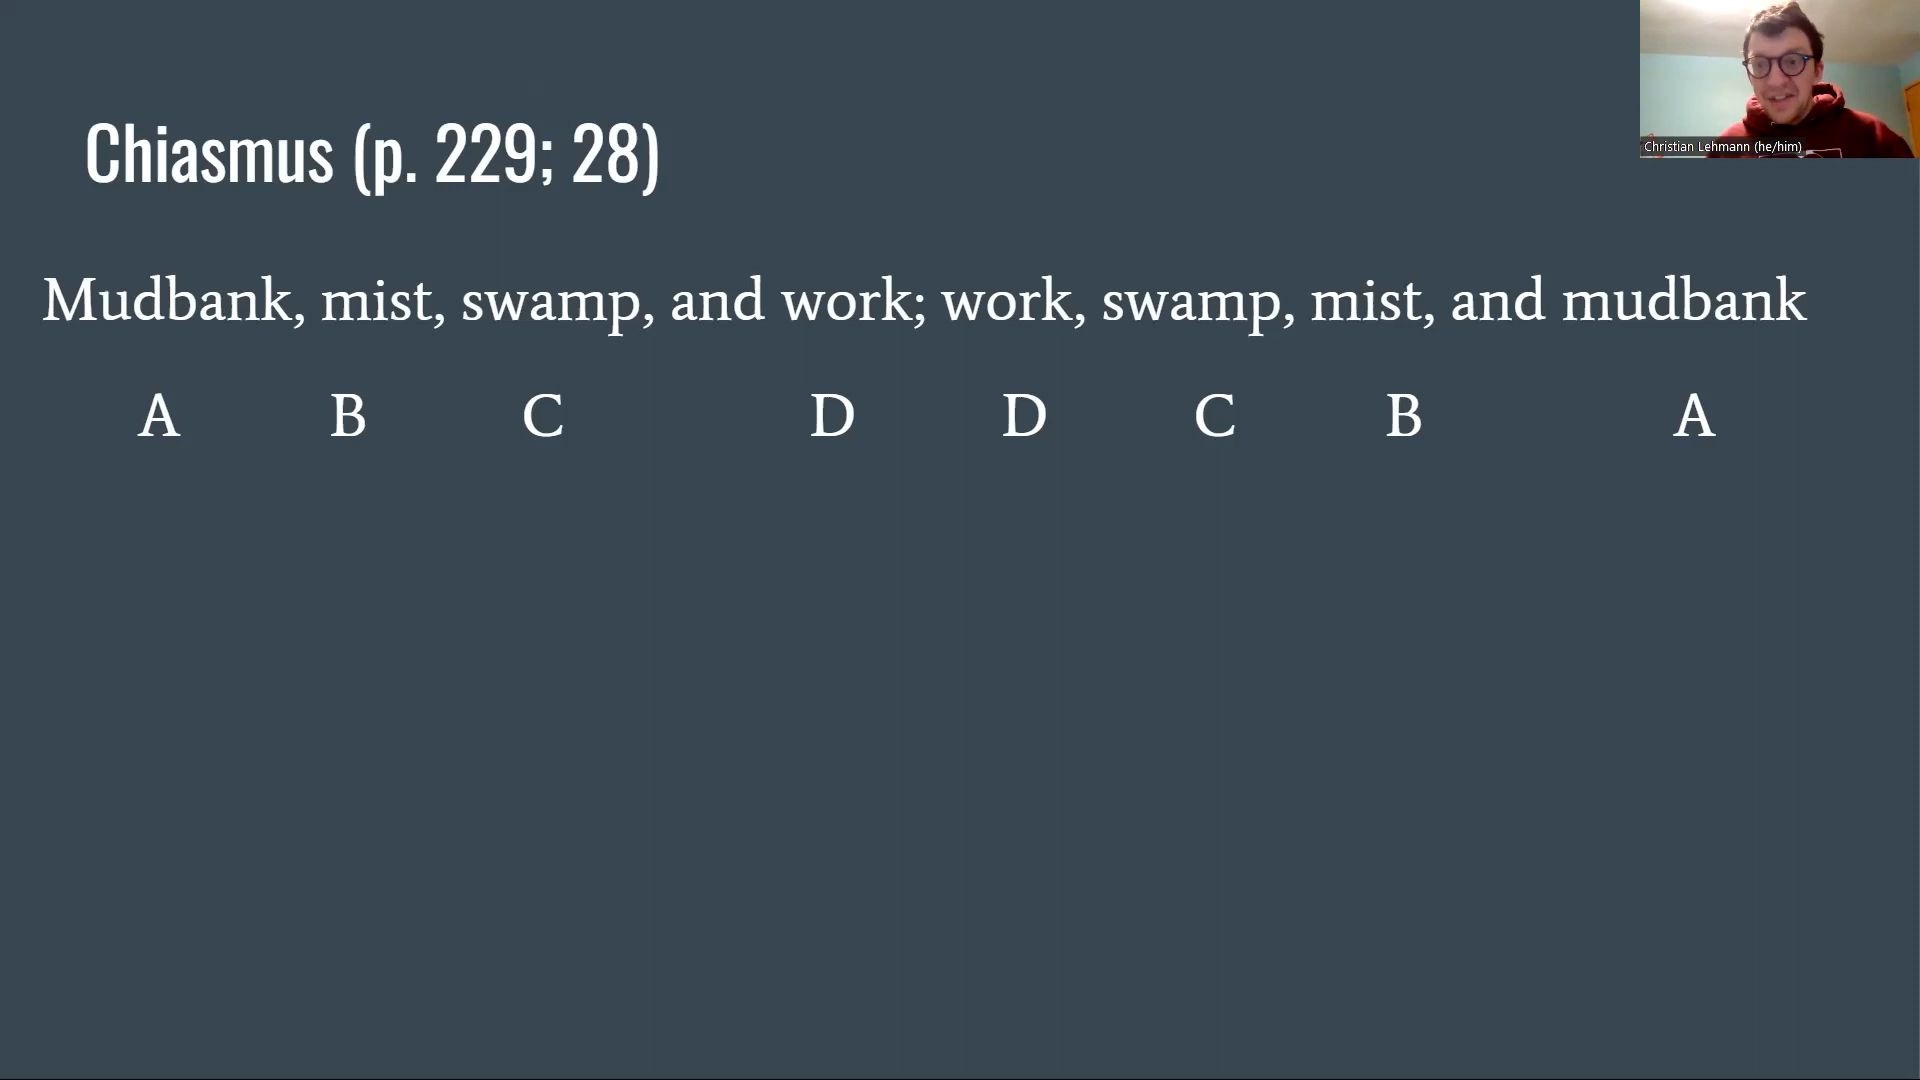 Chiasmus (p. 229; 28)
Mudbank, mist, swamp, and work; work, swamp, mist, and mudbank
A B C D D C B A
Christian Lehmann (he/him)